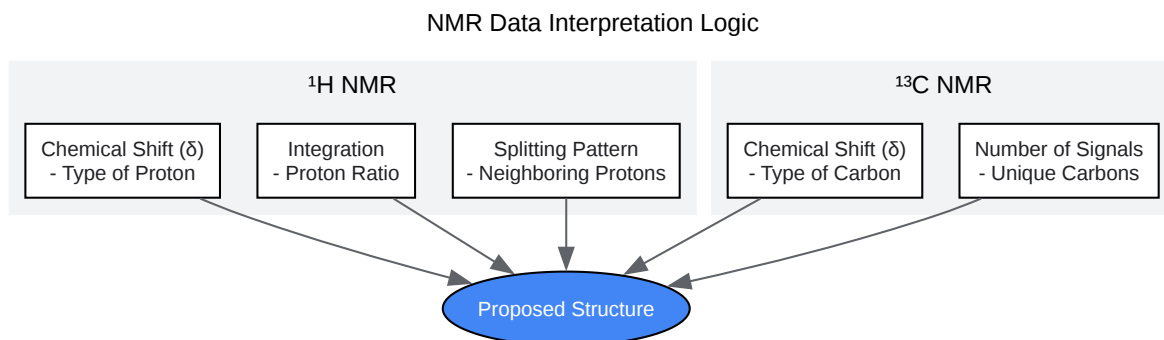 NMR Data Interpretation Logic
¹H NMR
Chemical Shift (δ)
- Type of Proton
Integration
- Proton Ratio
Splitting Pattern
- Neighboring Protons
¹³C NMR
Chemical Shift (δ)
- Type of Carbon
Number of Signals
- Unique Carbons
Proposed Structure